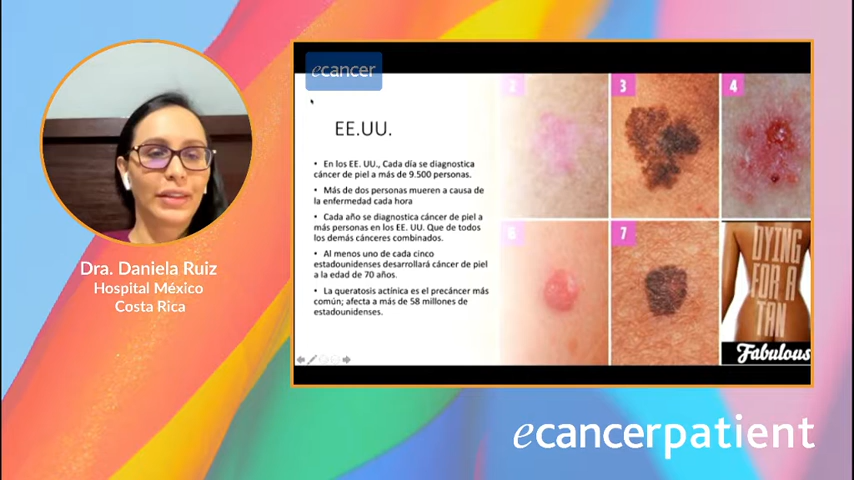 ecancer
EE.UU.
• En los EE. UU., Cada día se diagnostica
cáncer de piel a más de 9.500 personas.
• Más de dos personas mueren a causa de
la enfermedad cada hora
• Cada año se diagnostica cáncer de piel a
más personas en los EE. UU. Que de todos
los demás cánceres combinados.
• Al menos uno de cada cinco
estadounidenses desarrollará cáncer de piel
a la edad de 70 años.
• La queratosis actínica es el precáncer más
común; afecta a más de 58 millones de
estadounidenses.
2
3
4
6
7
DYING
FOR A
TAN
Fabulous
Dra. Daniela Ruiz
Hospital México
Costa Rica
ecancerpatient